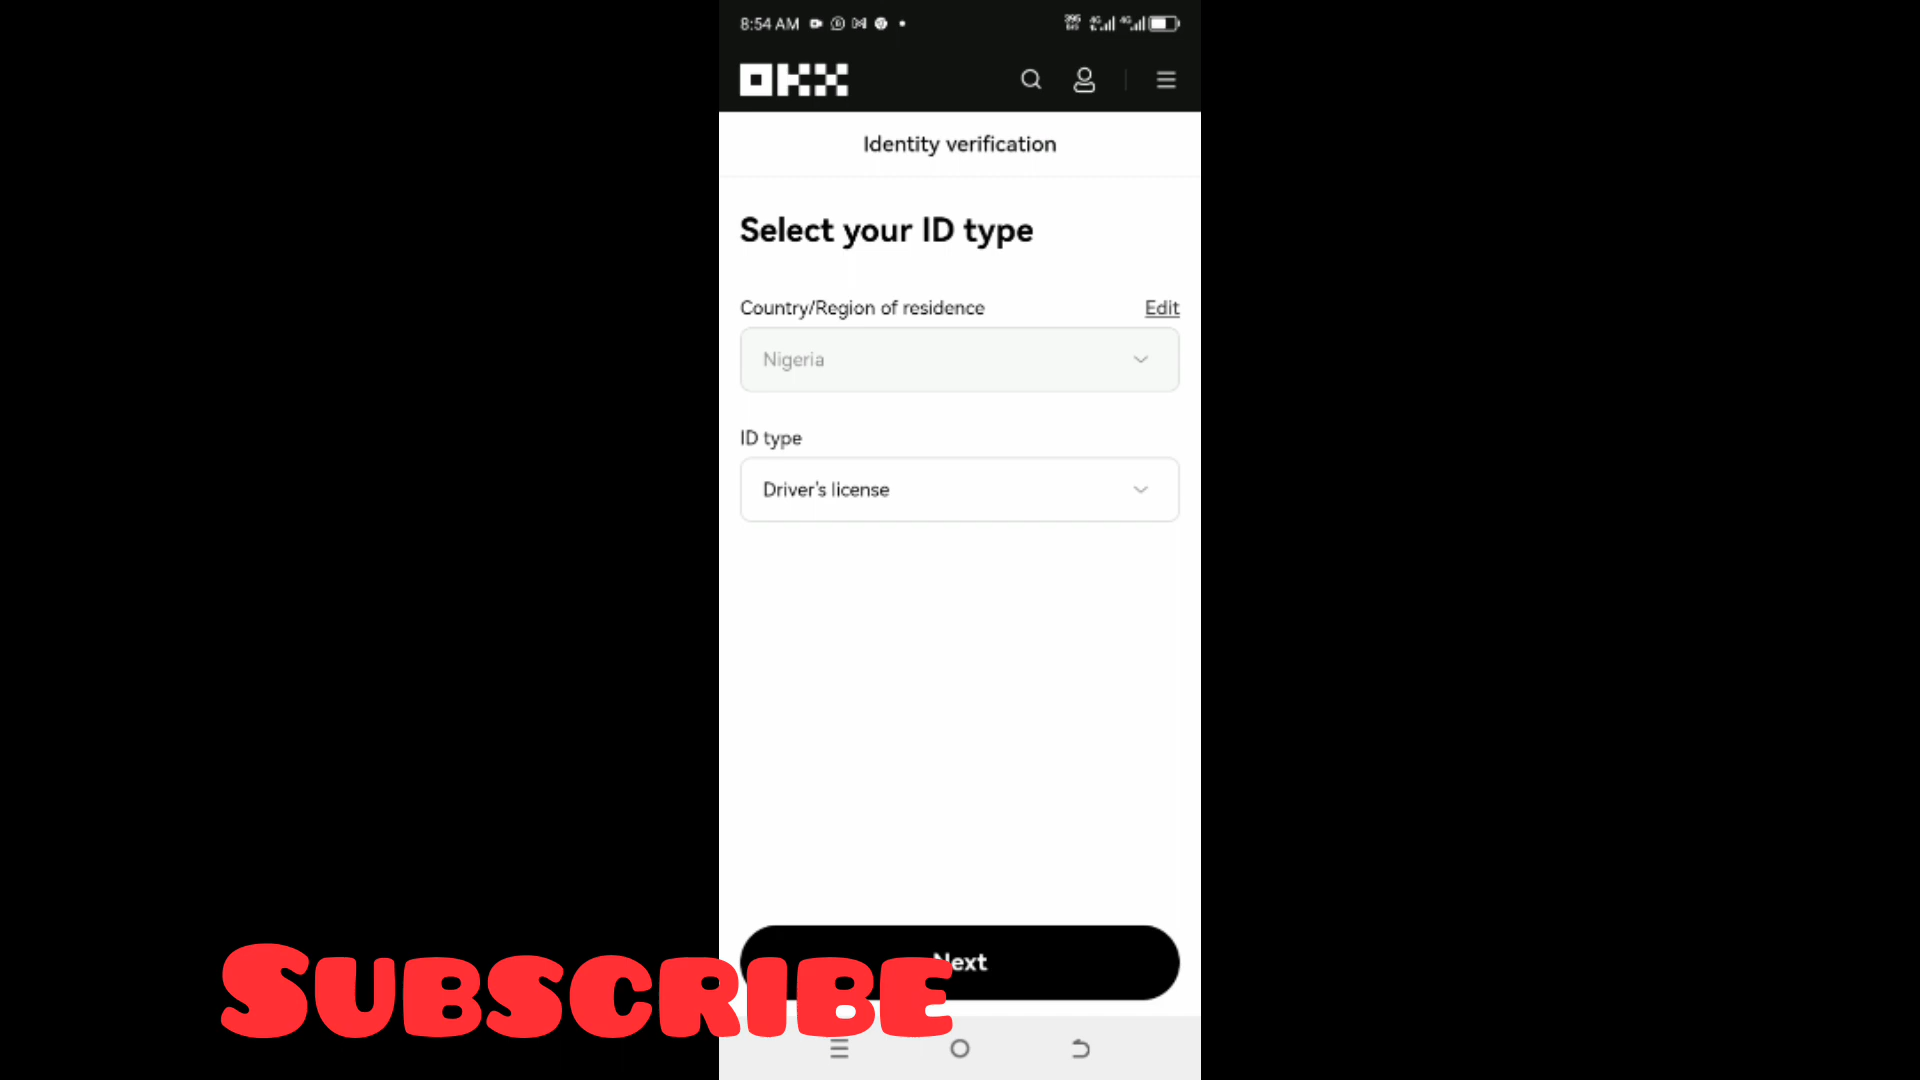 8:54 AM
OKX
Identity verification
Select your ID type
Country/Region of residence Edit
Nigeria
ID type
Driver's license
Next
SUBSCRIBE